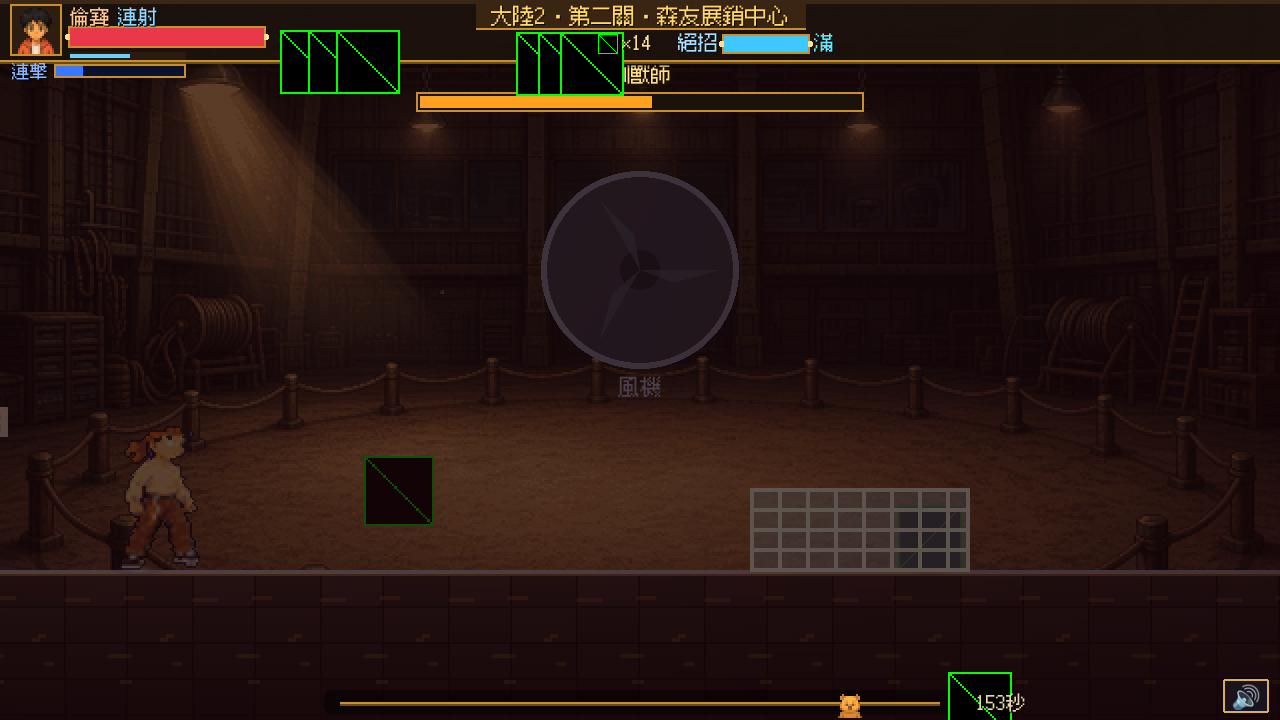 倫寶 連射
大陸2·第二關·森友展銷中心
×14
絕招
滿
連擊
獸師
風機
153秒